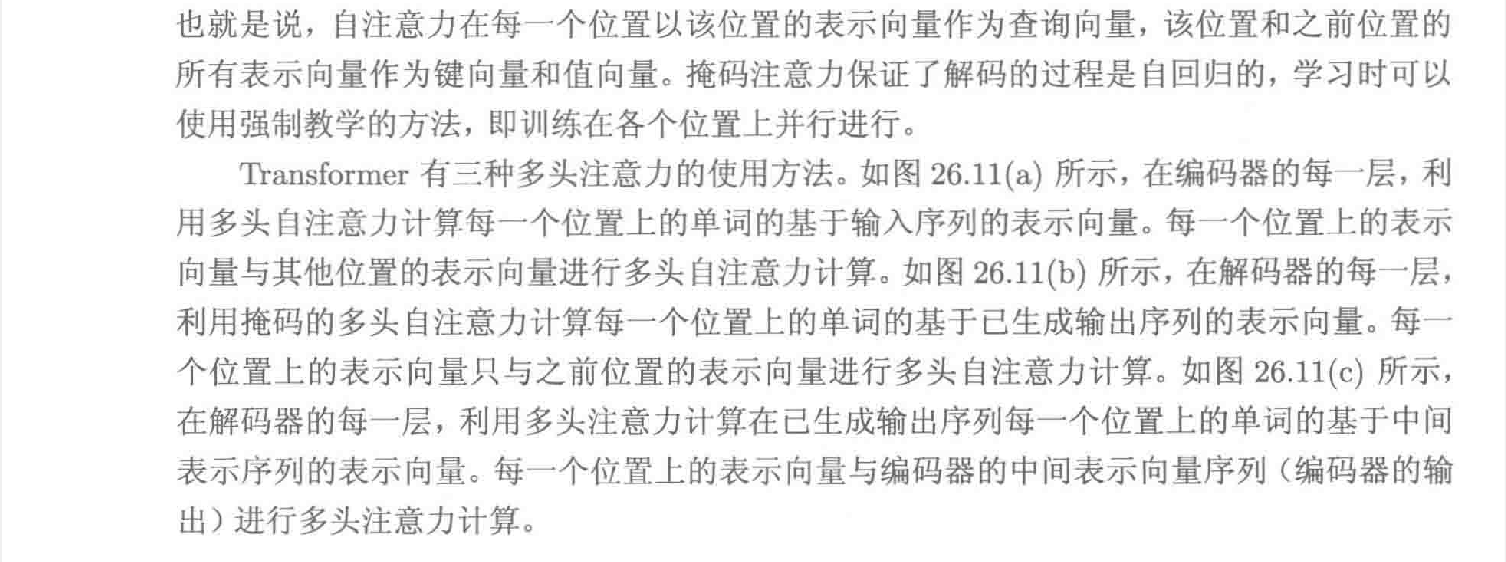 也就是说，自注意力在每一个位置以该位置的表示向量作为查询向量，该位置和之前位置的
所有表示向量作为键向量和值向量。掩码注意力保证了解码的过程是自回归的，学习时可以
使用强制教学的方法，即训练在各个位置上并行进行。
Transformer 有三种多头注意力的使用方法。如图 26.11(a) 所示，在编码器的每一层，利
用多头自注意力计算每一个位置上的单词的基于输入序列的表示向量。每一个位置上的表示
向量与其他位置的表示向量进行多头自注意力计算。如图 26.11(b) 所示，在解码器的每一层，
利用掩码的多头自注意力计算每一个位置上的单词的基于已生成输出序列的表示向量。每一
个位置上的表示向量只与之前位置的表示向量进行多头自注意力计算。如图 26.11(c) 所示，
在解码器的每一层，利用多头注意力计算在已生成输出序列每一个位置上的单词的基于中间
表示序列的表示向量。每一个位置上的表示向量与编码器的中间表示向量序列（编码器的输
出）进行多头注意力计算。